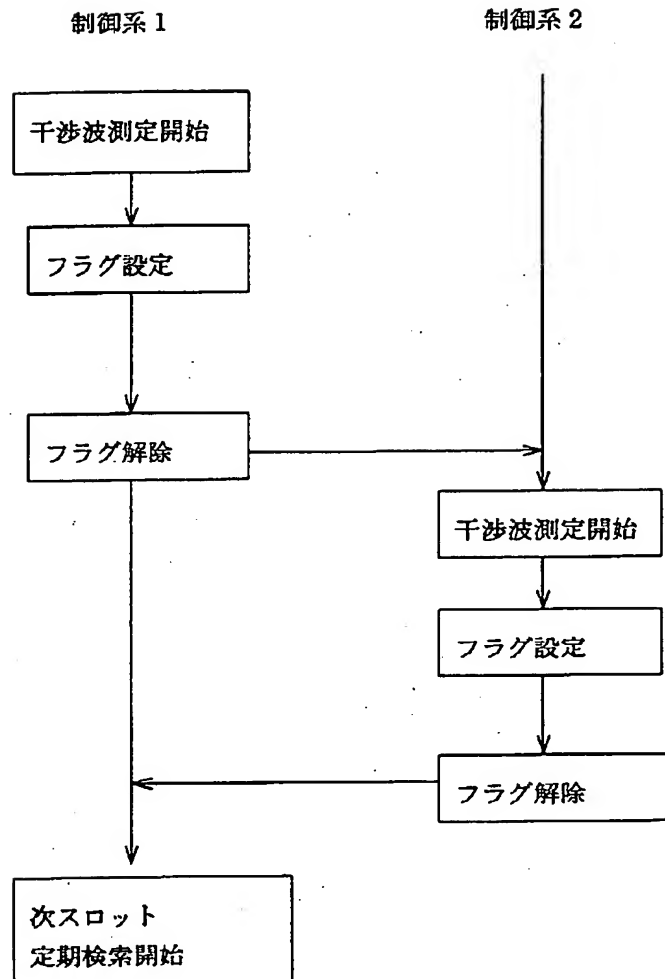 制御系1
制御系2
干渉波測定開始
フラグ設定
フラグ解除
干渉波測定開始
フラグ設定
フラグ解除
次スロット
定期検索開始